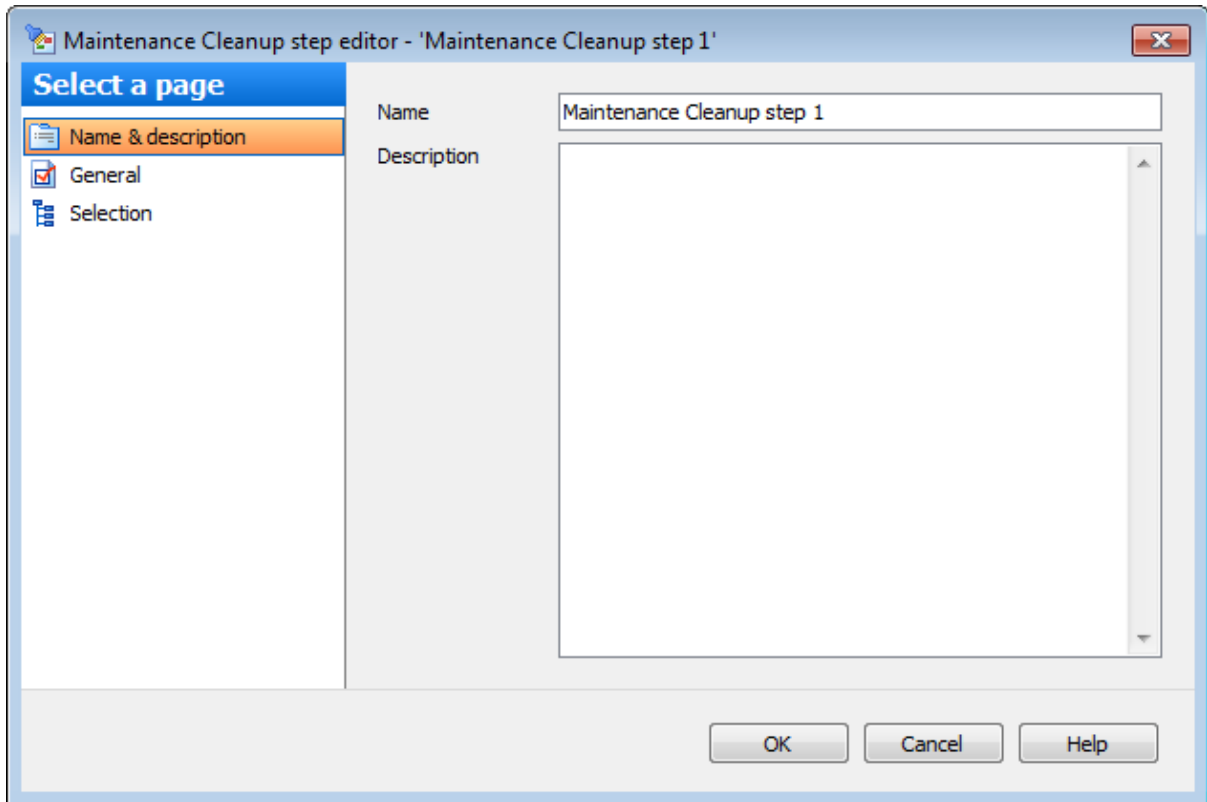 Maintenance Cleanup step editor - 'Maintenance Cleanup step 1'
Select a page
Name & description
General
Selection
Name
Maintenance Cleanup step 1
Description
OK
Cancel
Help